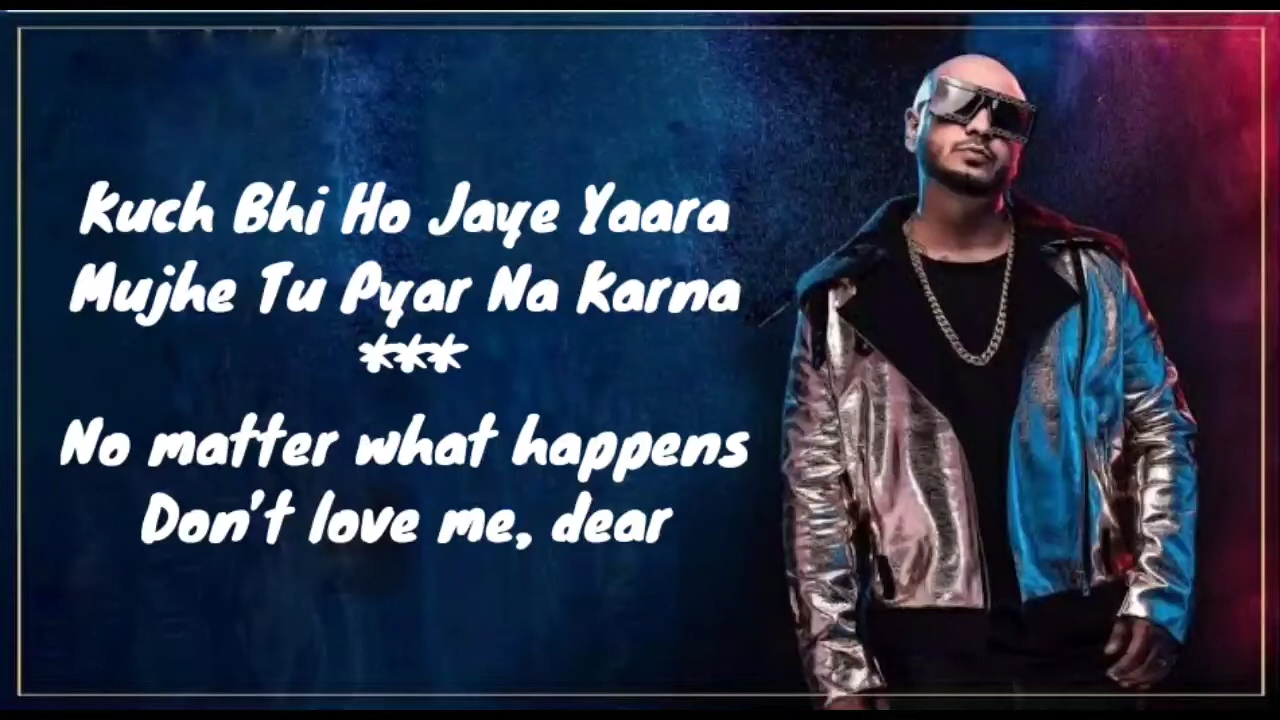 Kuch Bhi Ho Jaye Yaara
Mujhe Tu Pyar Na Karna
***
No matter what happens
Don't love me, dear